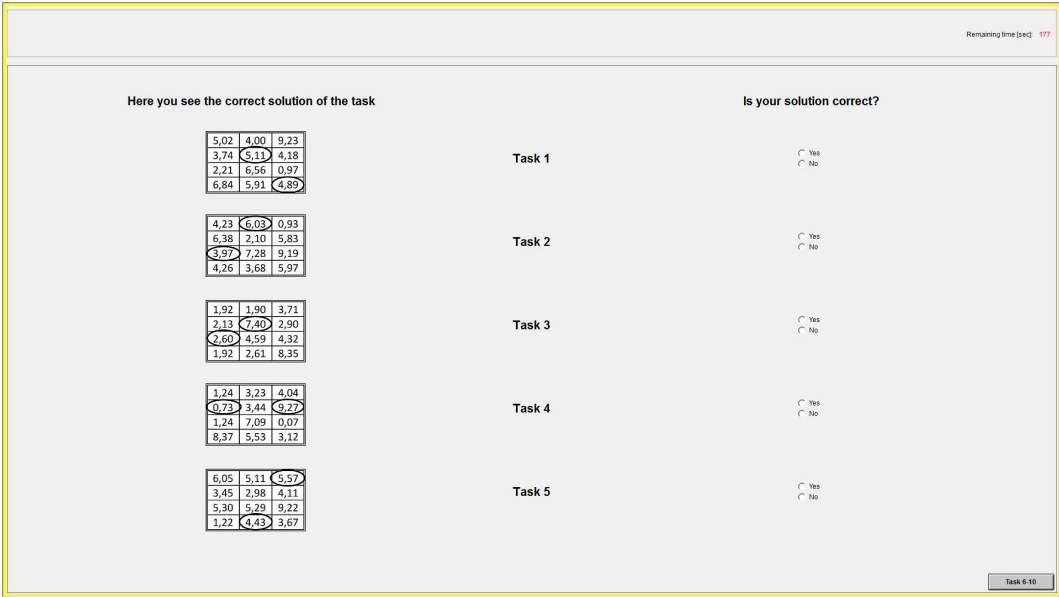 Remaining time [sec]: 177
Here you see the correct solution of the task
Is your solution correct?
5,02 4,00 9,23
3,74 5,11 4,18
2,21 6,56 0,97
6,84 5,91 4,89
Task 1
Yes
No
4,23 6,03 0,93
6,38 2,10 5,83
3,97 7,28 9,19
4,26 3,68 5,97
Task 2
Yes
No
1,92 1,90 3,71
2,13 7,40 2,90
2,60 4,59 4,32
1,92 2,61 8,35
Task 3
Yes
No
1,24 3,23 4,04
0,73 3,44 9,27
1,24 7,09 0,07
8,37 5,53 3,12
Task 4
Yes
No
6,05 5,11 5,57
3,45 2,98 4,11
5,30 5,29 9,22
1,22 4,43 3,67
Task 5
Yes
No
Task 6-10